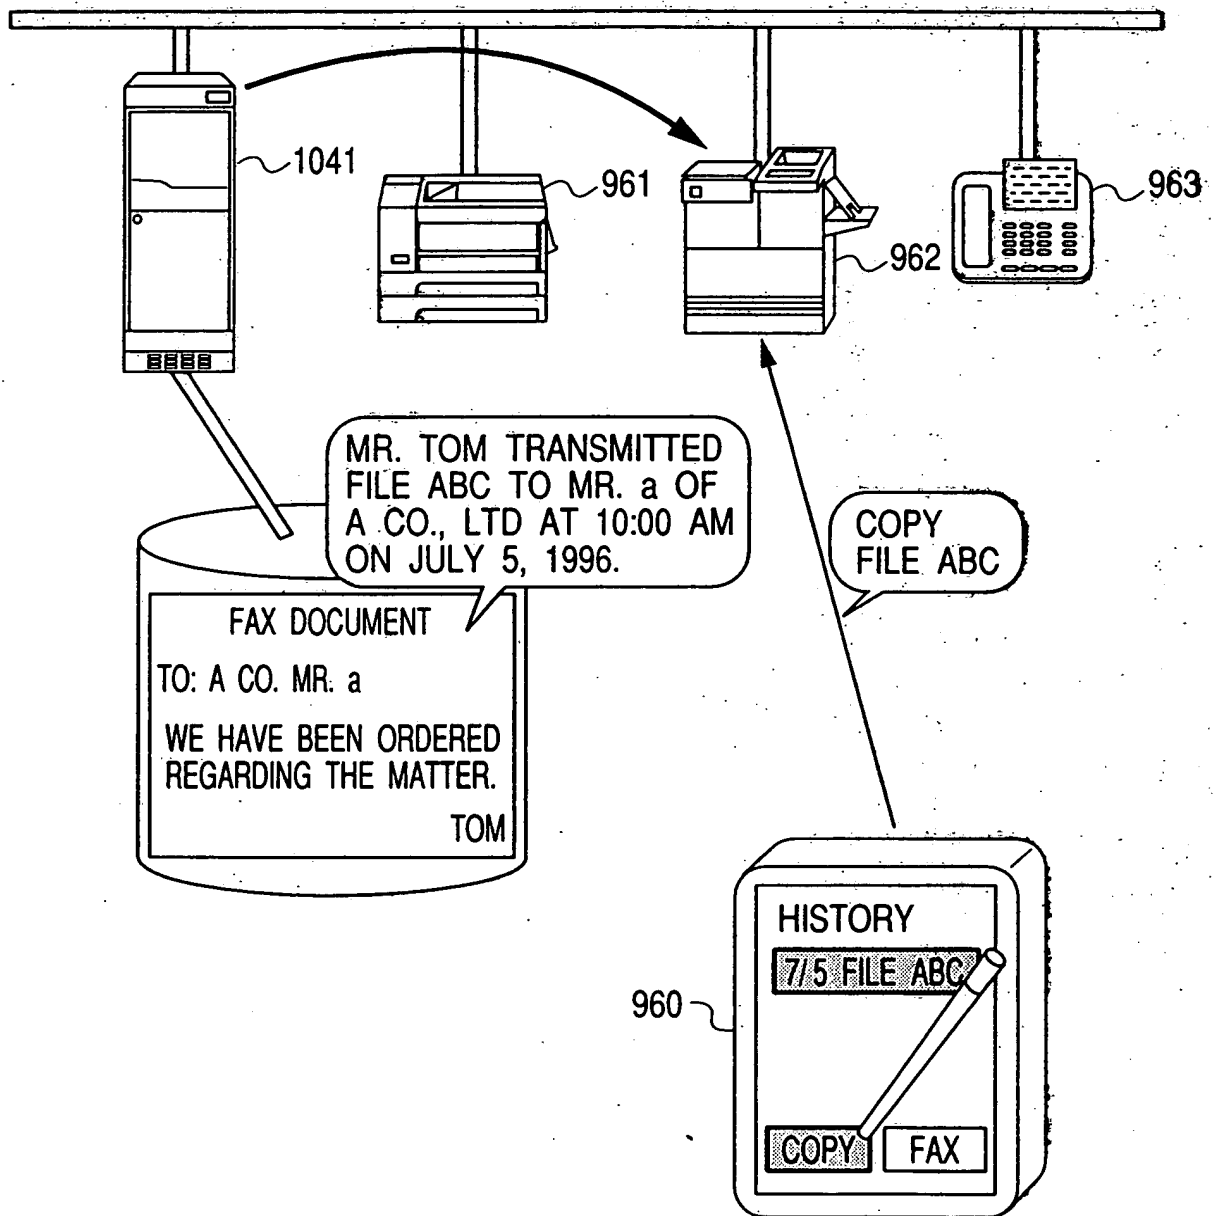 1041
961
962
963
MR. TOM TRANSMITTED
FILE ABC TO MR. a OF
A CO., LTD AT 10:00 AM
ON JULY 5, 1996.
COPY
FILE ABC
FAX DOCUMENT
TO: A CO. MR. a
WE HAVE BEEN ORDERED
REGARDING THE MATTER.
TOM
HISTORY
7/5 FILE ABC
960
COPY
FAX